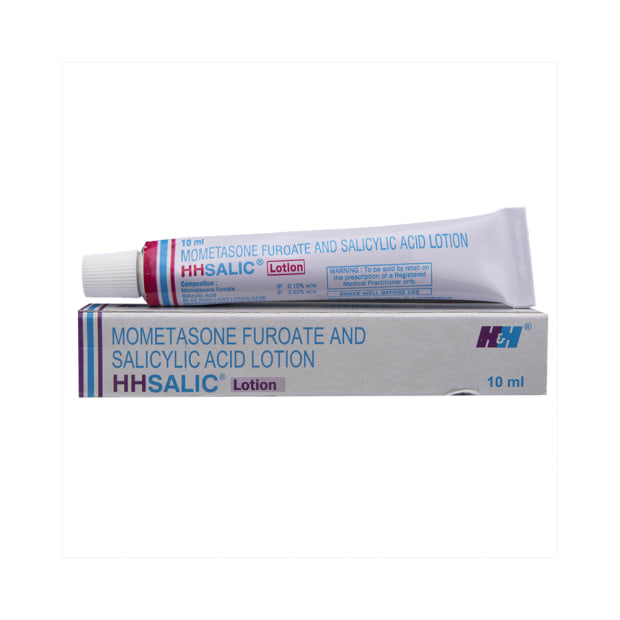 10 ml
MOMETASONE FUROATE AND SALICYLIC ACID LOTION
HHSALIC® Lotion
WARNING : To be sold by retail on
the prescription of a Registered
Medical Practitioner only.
Composition :
Mometasone Furoate IP 0.10% w/w
Salicylic Acid IP 3.50% w/w
SHAKE WELL BEFORE USE
MOMETASONE FUROATE AND
SALICYLIC ACID LOTION
HHSALIC® Lotion
H&H®
10 ml